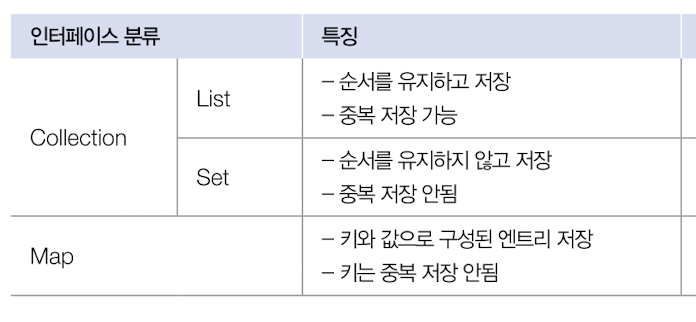 인터페이스 분류
특징
Collection
List
– 순서를 유지하고 저장
– 중복 저장 가능
Set
– 순서를 유지하지 않고 저장
– 중복 저장 안됨
Map
– 키와 값으로 구성된 엔트리 저장
– 키는 중복 저장 안됨